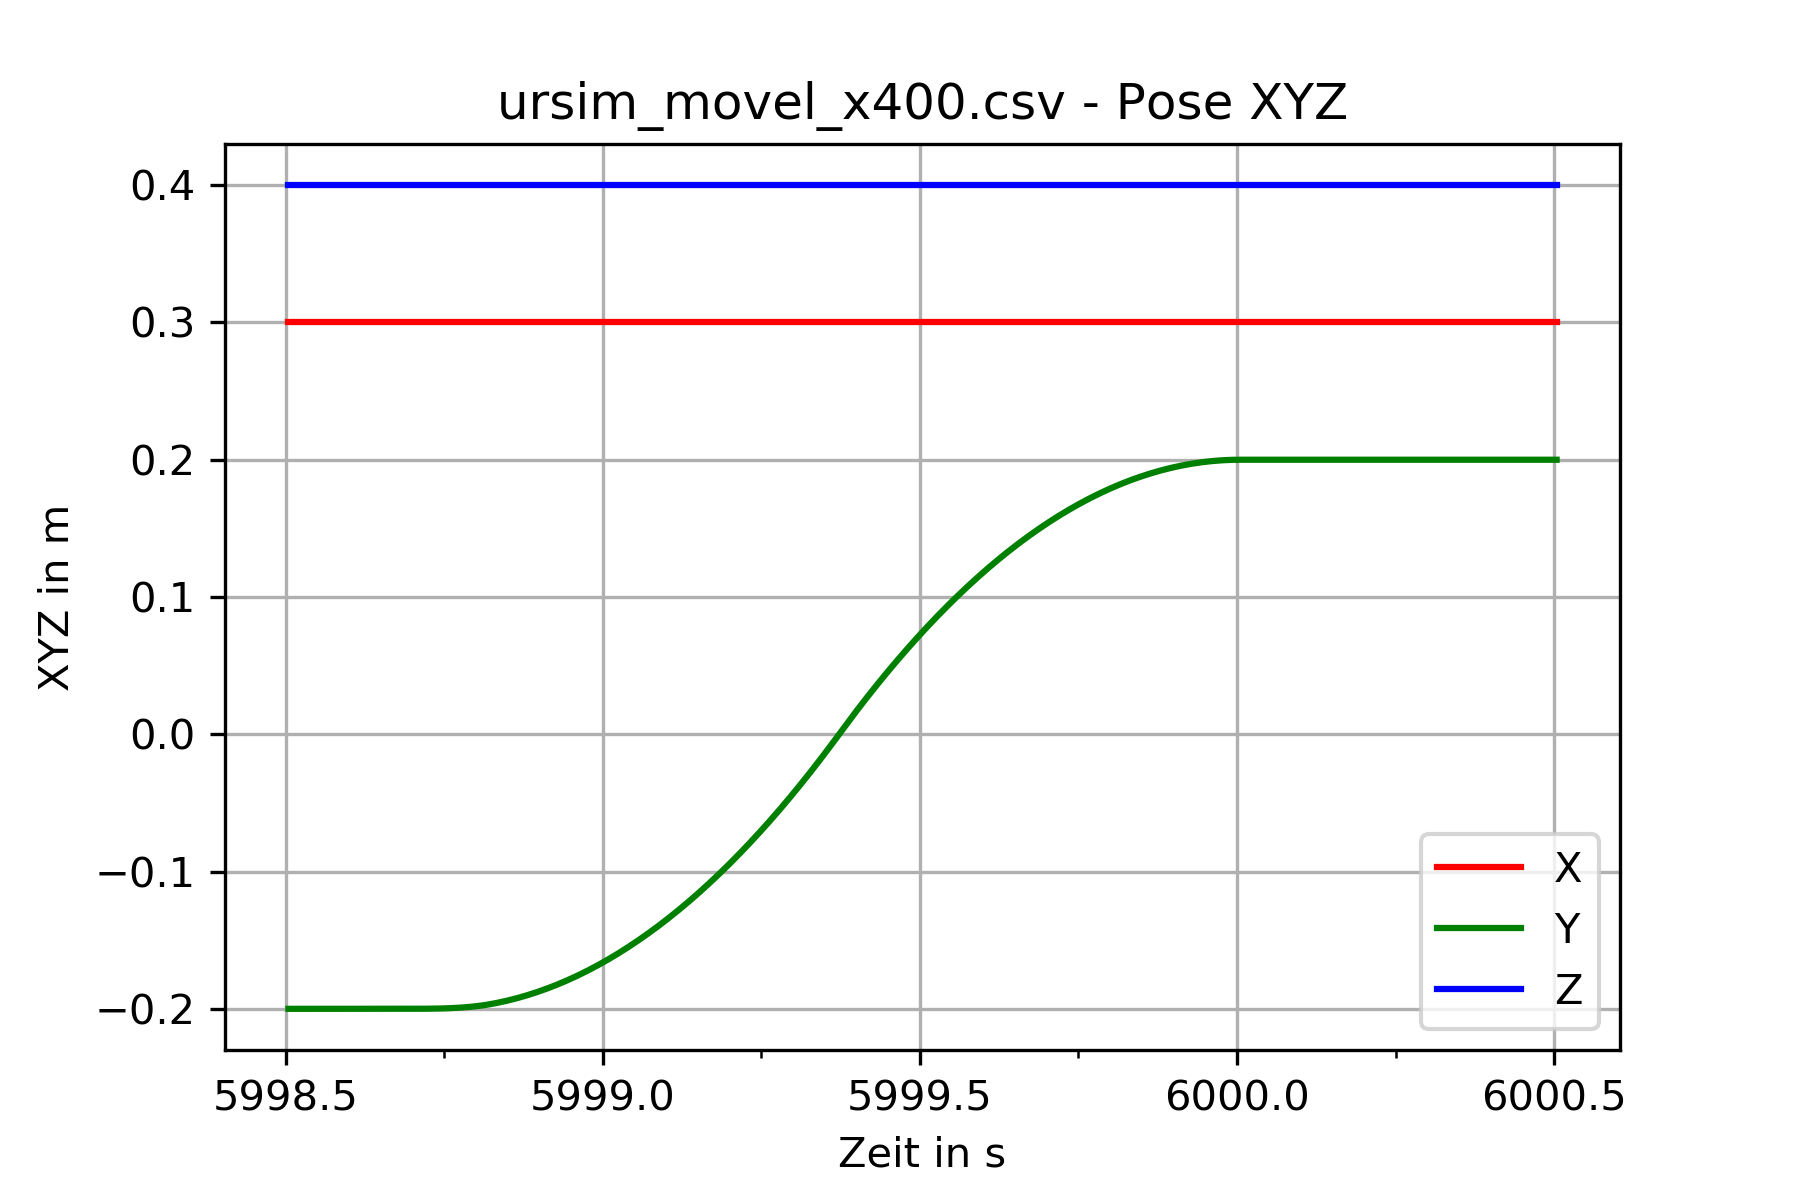 ursim_movel_x400.csv - Pose XYZ
XYZ in m
0.4
0.3
0.2
0.1
0.0
−0.1
−0.2
X
Y
Z
5998.5 5999.0 5999.5 6000.0 6000.5
Zeit in s